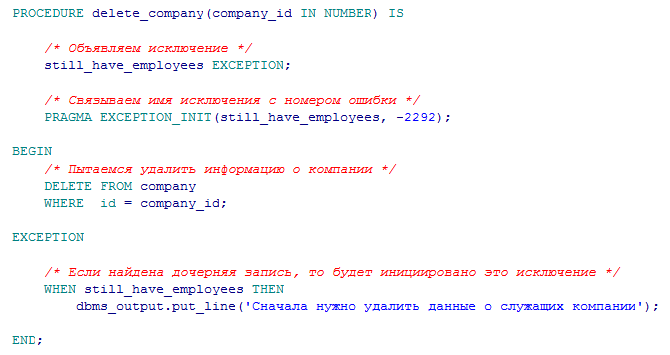 PROCEDURE delete_company(company_id IN NUMBER) IS
/* Объявляем исключение */
still_have_employees EXCEPTION;
/* Связываем имя исключения с номером ошибки */
PRAGMA EXCEPTION_INIT(still_have_employees, -2292);
BEGIN
/* Пытаемся удалить информацию о компании */
DELETE FROM company
WHERE  id = company_id;
EXCEPTION
/* Если найдена дочерняя запись, то будет инициировано это исключение */
WHEN still_have_employees THEN
dbms_output.put_line('Сначала нужно удалить данные о служащих компании');
END;